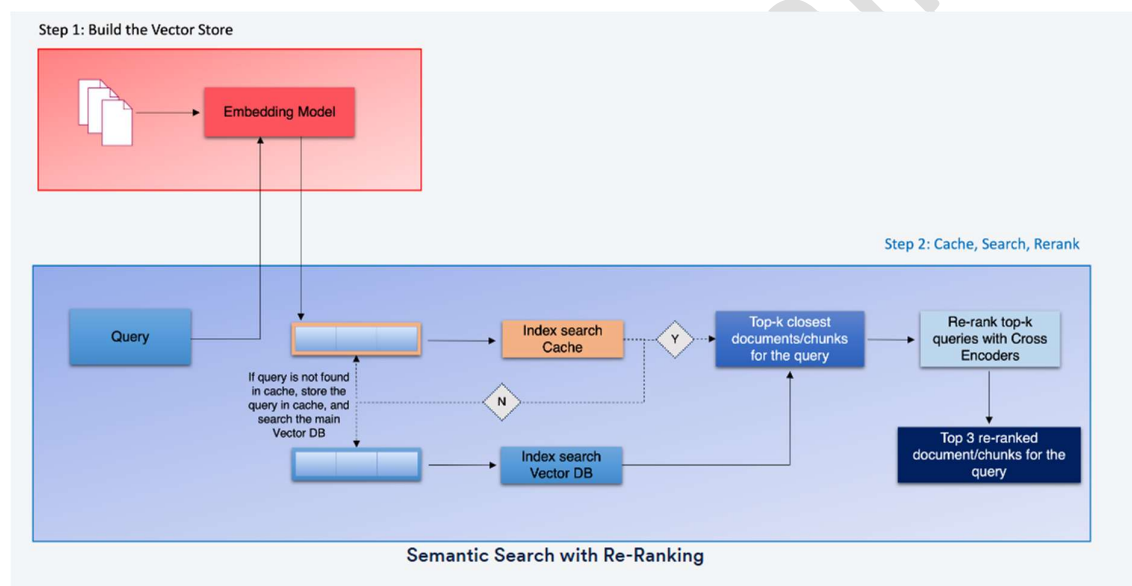 Step 1: Build the Vector Store
Embedding Model
Step 2: Cache, Search, Rerank
Query
Index search
Cache
Y
Top-k closest
documents/chunks
for the query
Re-rank top-k
queries with Cross
Encoders
If query is not found
in cache, store the
query in cache, and
search the main
Vector DB
N
Index search
Vector DB
Top 3 re-ranked
document/chunks for the
query
Semantic Search with Re-Ranking